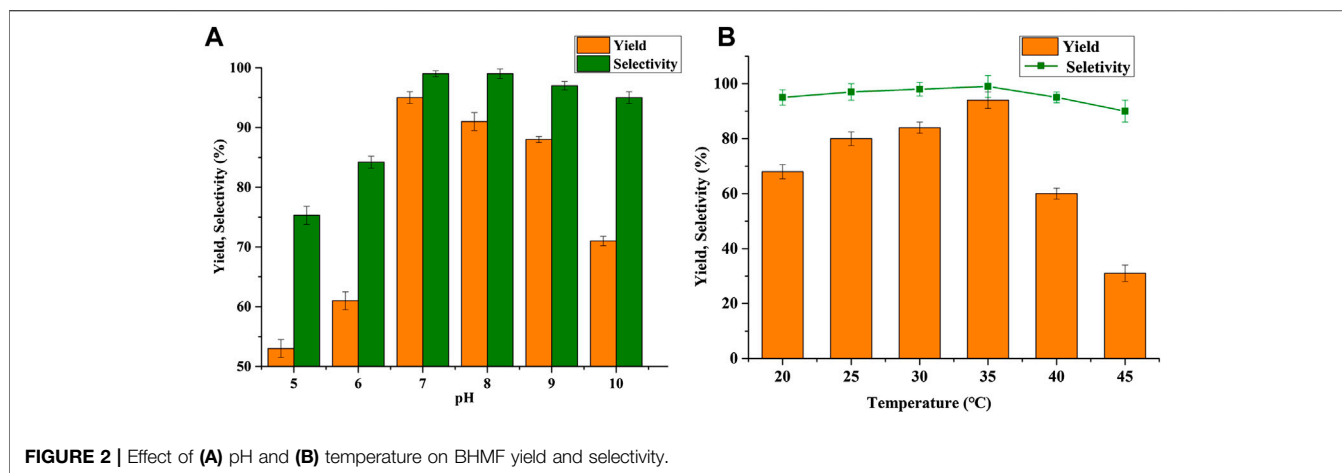 A
Yield
Selectivity
Yield, Selectivity (%)
100
90
80
70
60
50
5 6 7 8 9 10
pH
B
Yield
Seletivity
Yield, Seletivity (%)
100
80
60
40
20
0
20 25 30 35 40 45
Temperature (°C)
FIGURE 2 | Effect of (A) pH and (B) temperature on BHMF yield and selectivity.